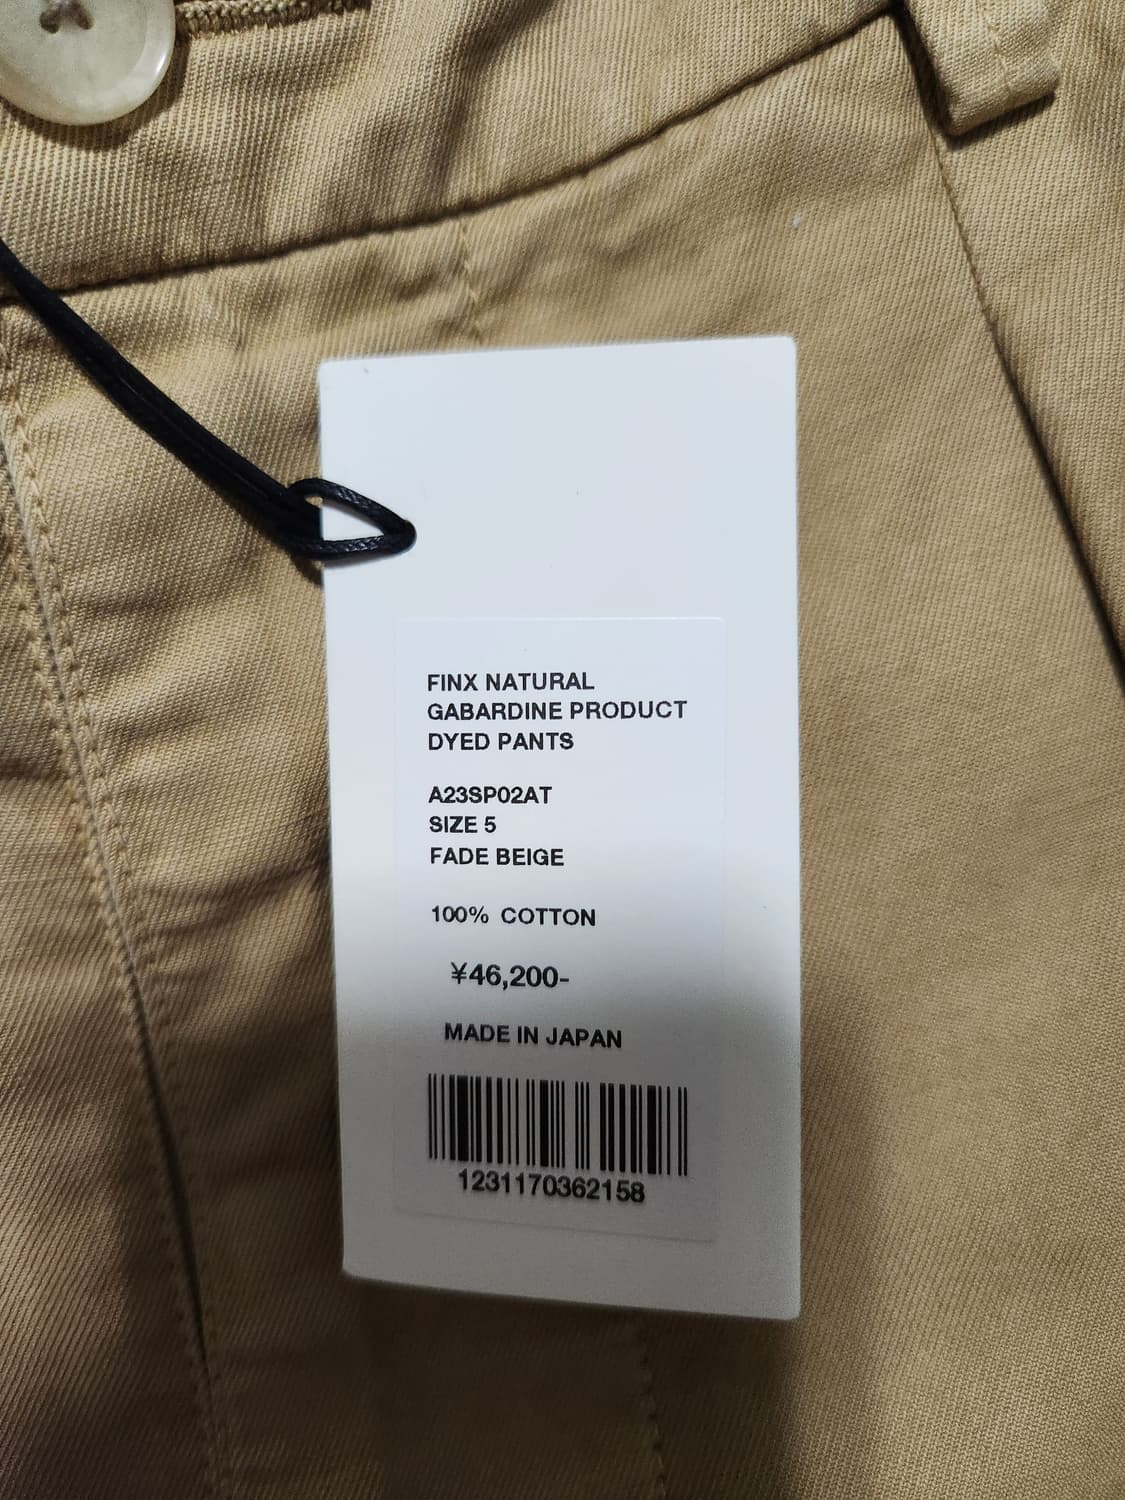 FINX NATURAL
GABARDINE PRODUCT
DYED PANTS
A23SP02AT
SIZE 5
FADE BEIGE
100% COTTON
¥46,200-
MADE IN JAPAN
1231170362158